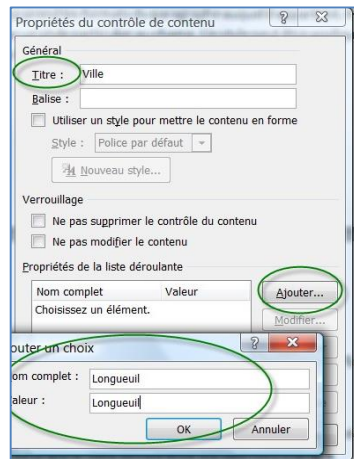 Propriétés du contrôle de contenu
Général
Titre : Ville
Balise :
Utiliser un style pour mettre le contenu en forme
Style : Police par défaut
Nouveau style...
Verrouillage
Ne pas supprimer le contrôle du contenu
Ne pas modifier le contenu
Propriétés de la liste déroulante
Nom complet Valeur
Choisissez un élément.
Ajouter...
Modifier...
outer un choix
om complet : Longueuil
aleur : Longueuil
OK Annuler